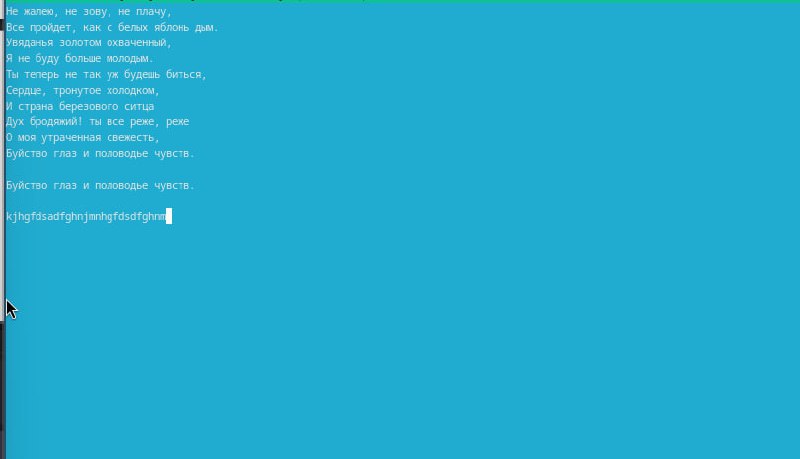 Не жалею, не зову, не плачу,
Все пройдет, как с белых яблонь дым.
Увяданья золотом охваченный,
Я не буду больше молодым.
Ты теперь не так уж будешь биться,
Сердце, тронутое холодком,
И страна березового ситца
Дух бродяжий! ты все реже, реже
О моя утраченная свежесть,
Буйство глаз и половодье чувств.
Буйство глаз и половодье чувств.
kjhgfdsadfghnjmnhgfdsdfghnm